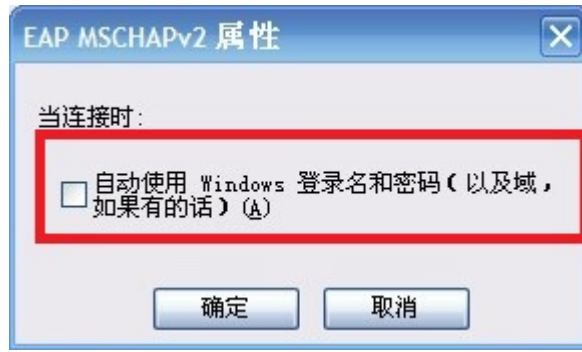 EAP MSCHAPv2 属性
当连接时:
自动使用 Windows 登录名和密码(以及域,
如果有的话)(A)
确定 取消